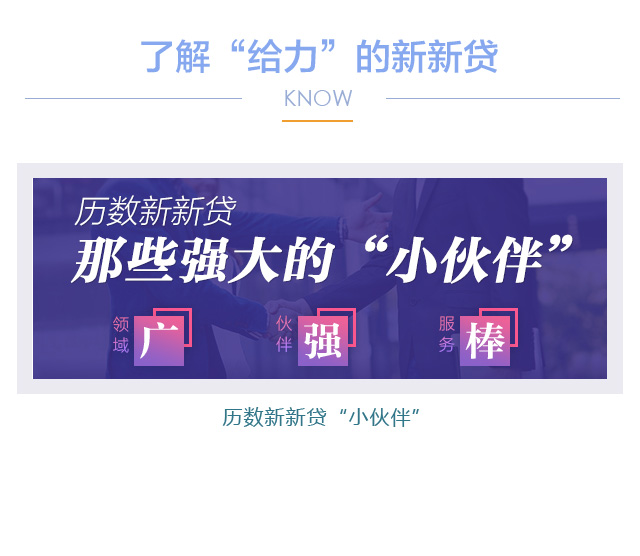 了解“给力”的新新贷
KNOW
历数新新贷
那些强大的“小伙伴”
领域 广 伙伴 强 服务 棒
历数新新贷“小伙伴”